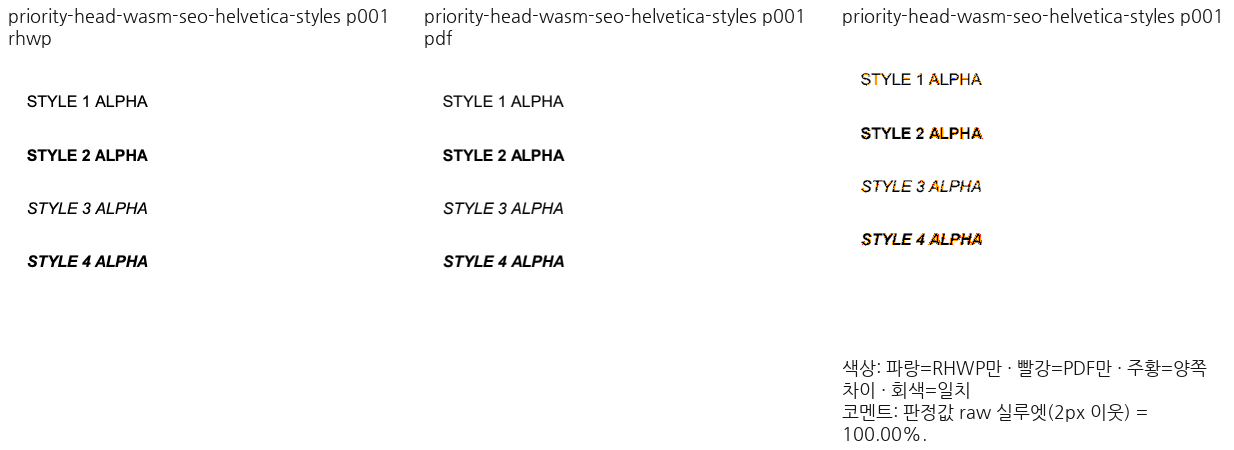 priority-head-wasm-seo-helvetica-styles p001
rhwp
STYLE 1 ALPHA
STYLE 2 ALPHA
STYLE 3 ALPHA
STYLE 4 ALPHA
priority-head-wasm-seo-helvetica-styles p001
pdf
STYLE 1 ALPHA
STYLE 2 ALPHA
STYLE 3 ALPHA
STYLE 4 ALPHA
priority-head-wasm-seo-helvetica-styles p001
STYLE 1 ALPHA
STYLE 2 ALPHA
STYLE 3 ALPHA
STYLE 4 ALPHA
색상: 파랑=RHWP만 · 빨강=PDF만 · 주황=양쪽
차이 · 회색=일치
코멘트: 판정값 raw 실루엣(2px 이웃) =
100.00%.